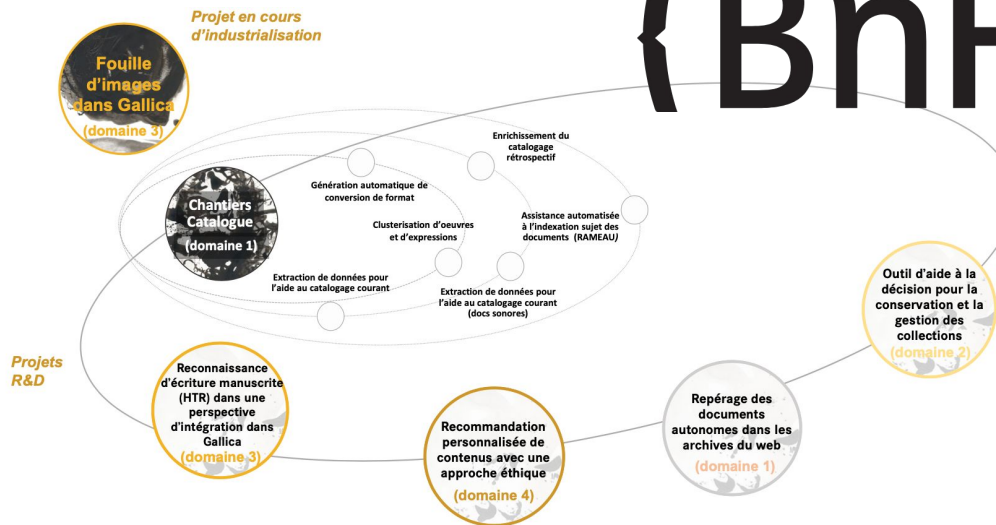 Projet en cours
d'industrialisation
{BnF
Fouille
d'images
dans Gallica
(domaine 3)
Enrichissement du
catalogage
rétrospectif
Génération automatique de
conversion de format
Chantiers
Catalogue
(domaine 1)
Clusterisation d'oeuvres
et d'expressions
Assistance automatisée
à l'indexation sujet des
documents (RAMEAU)
Extraction de données pour
l'aide au catalogage courant
Extraction de données pour
l'aide au catalogage courant
(docs sonores)
Outil d'aide à la
décision pour la
conservation et la
gestion des
collections
(domaine 2)
Projets
R&D
Reconnaissance
d'écriture manuscrite
(HTR) dans une
perspective
d'intégration dans
Gallica
(domaine 3)
Recommandation
personnalisée de
contenus avec une
approche éthique
(domaine 4)
Repérage des
documents
autonomes dans les
archives du web
(domaine 1)